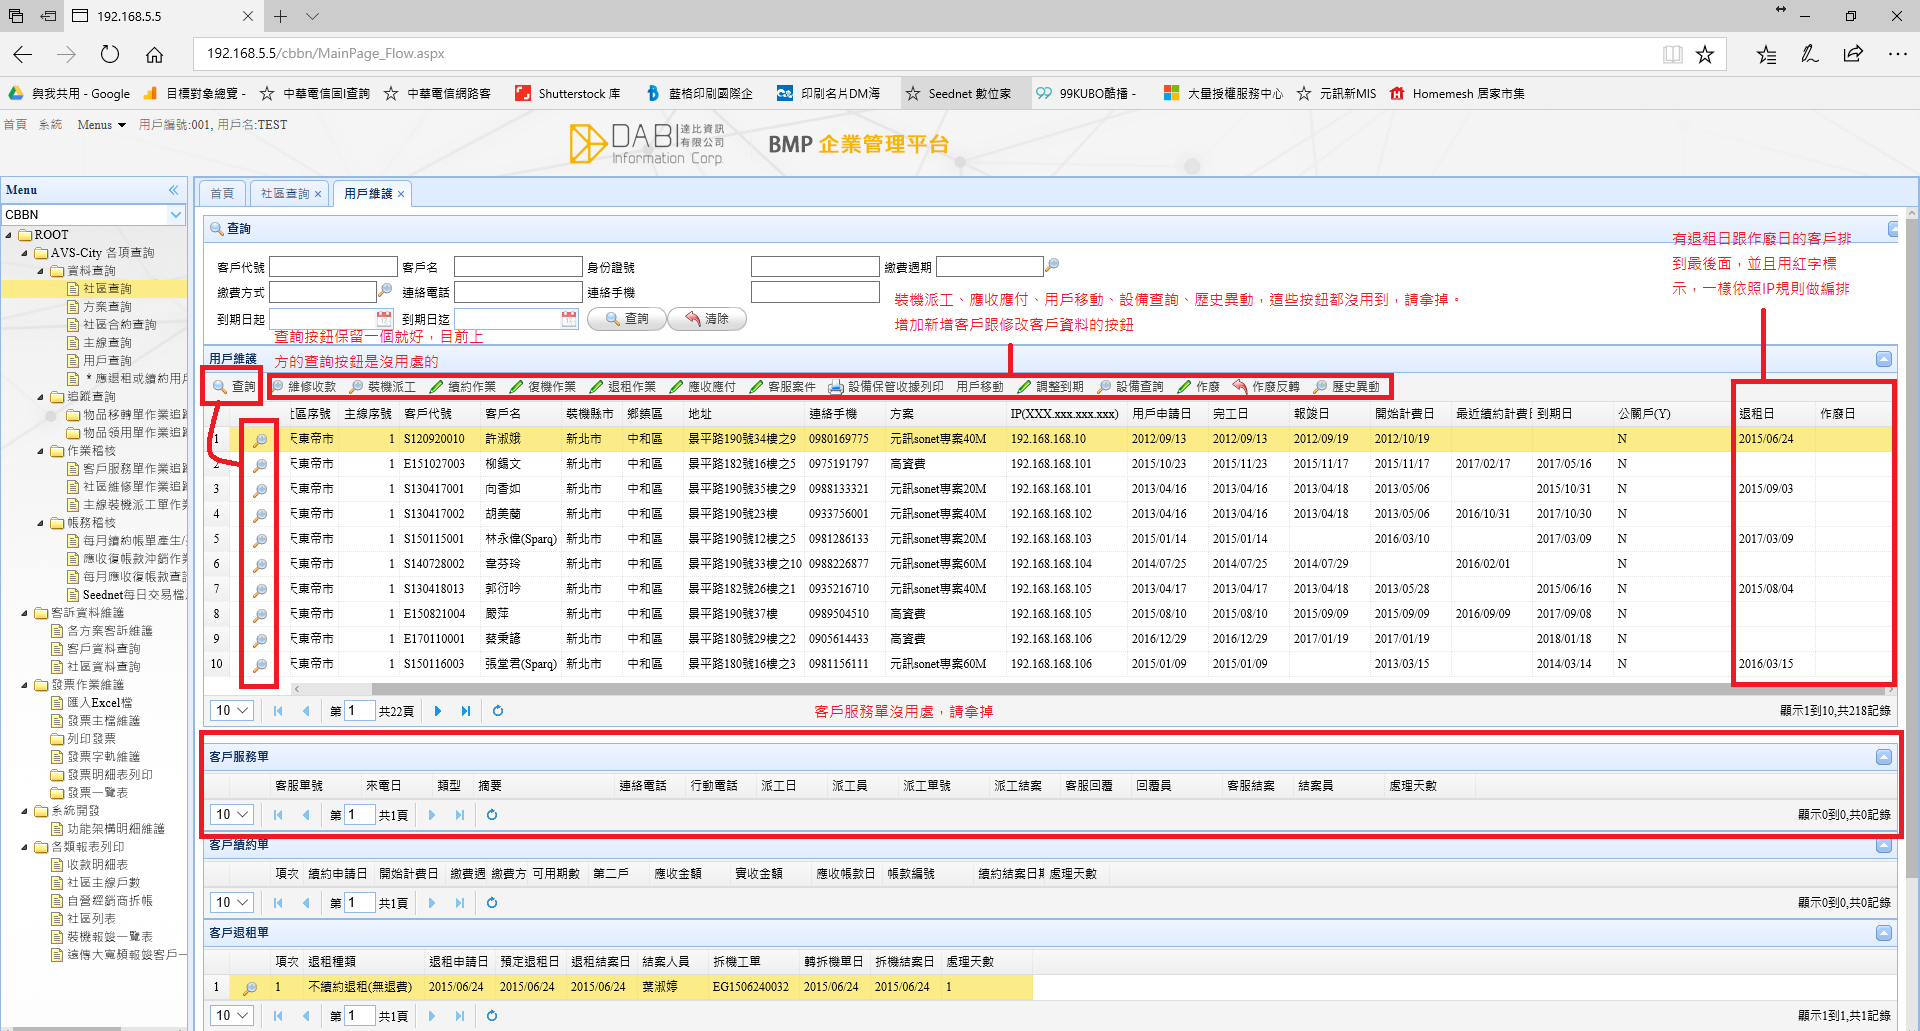 192.168.5.5
192.168.5.5/cbbn/MainPage_Flow.aspx
與我共用 - Google
目標對象總覽 -
中華電信固I查詢
中華電信網路客
Shutterstock 庫
藍格印刷國際企
印刷名片DM海
Seednet 數位家
99KUBO酷播 -
大量授權服務中心
元訊新MIS
Homemesh 居家市集
首頁 系統 Menus 用戶編號:001, 用戶名:TEST
DABI 達比資訊有限公司
Information Corp.
BMP 企業管理平台
Menu
CBBN
ROOT
AVS-City 各項查詢
資料查詢
社區查詢
方案查詢
社區合約查詢
主線查詢
用戶查詢
* 應退租或續約用戶
追蹤查詢
物品移轉單作業追蹤
物品領用單作業追蹤
作業稽核
客戶服務單作業追蹤
社區維修單作業追蹤
主線裝機派工單作業
帳務稽核
每月續約帳單產生/
應收復帳款沖銷作業
每月應收復帳款查詢
Seednet每日交易檔
客訴資料維護
各方案客訴維護
客戶資料查詢
社區資料查詢
發票作業維護
匯入Excel檔
發票主檔維護
列印發票
發票字軌維護
發票明細表列印
發票一覽表
系統開發
功能架構明細維護
各類報表列印
收款明細表
社區主線戶數
自營經銷商拆帳
社區列表
裝機報竣一覽表
遠傳大寬頻報竣客戶一
首頁 社區查詢 用戶維護
查詢
客戶代號 客戶名 身份證號 繳費週期
繳費方式 連絡電話 連絡手機
到期日起 到期日迄 查詢 清除
有退租日跟作廢日的客戶排
到最後面，並且用紅字標
示，一樣依照IP規則做編排
裝機派工、應收應付、用戶移動、設備查詢、歷史異動，這些按鈕都沒用到，請拿掉。
增加新增客戶跟修改客戶資料的按鈕
查詢按鈕保留一個就好，目前上
方的查詢按鈕是沒用處的
用戶維護
查詢 維修收款 裝機派工 續約作業 復機作業 退租作業 應收應付 客服案件 設備保管收據列印 用戶移動 調整到期 設備查詢 作廢 作廢反轉 歷史異動
社區序號 主線序號 客戶代號 客戶名 裝機縣市 鄉鎮區 地址 連絡手機 方案 IP(XXX.xxx.xxx.xxx) 用戶申請日 完工日 報竣日 開始計費日 最近續約計費日 到期日 公關戶(Y) 退租日 作廢日
1 天東帝市 1 S120920010 許淑娥 新北市 中和區 景平路190號34樓之9 0980169775 元訊sonet專案40M 192.168.168.10 2012/09/13 2012/09/13 2012/09/19 2012/10/19 N 2015/06/24
2 天東帝市 1 E151027003 柳錫文 新北市 中和區 景平路182號16樓之5 0975191797 高資費 192.168.168.101 2015/10/23 2015/11/23 2015/11/17 2015/11/17 2017/02/17 2017/05/16 N
3 天東帝市 1 S130417001 向香如 新北市 中和區 景平路190號35樓之9 0988133321 元訊sonet專案20M 192.168.168.101 2013/04/16 2013/04/16 2013/04/18 2013/05/06 2015/10/31 N 2015/09/03
4 天東帝市 1 S130417002 胡美蘭 新北市 中和區 景平路190號23樓 0933756001 元訊sonet專案40M 192.168.168.102 2013/04/16 2013/04/16 2013/04/18 2013/05/06 2016/10/31 2017/10/30 N
5 天東帝市 1 S150115001 林永偉(Sparq) 新北市 中和區 景平路190號12樓之5 0981286133 元訊sonet專案20M 192.168.168.103 2015/01/14 2015/01/14 2016/03/10 2017/03/09 N 2017/03/09
6 天東帝市 1 S140728002 韋芬玲 新北市 中和區 景平路190號33樓之10 0988226877 元訊sonet專案60M 192.168.168.104 2014/07/25 2014/07/25 2014/07/29 2016/02/01 N
7 天東帝市 1 S130418013 郭衍吟 新北市 中和區 景平路182號26樓之1 0935216710 元訊sonet專案40M 192.168.168.105 2013/04/17 2013/04/17 2013/04/18 2013/05/28 2015/06/16 N 2015/08/04
8 天東帝市 1 E150821004 嚴萍 新北市 中和區 景平路190號37樓 0989504510 高資費 192.168.168.105 2015/08/10 2015/08/10 2015/09/09 2015/09/09 2016/09/09 2017/09/08 N
9 天東帝市 1 E170110001 蔡秉諺 新北市 中和區 景平路180號29樓之2 0905614433 高資費 192.168.168.106 2016/12/29 2016/12/29 2017/01/19 2017/01/19 2018/01/18 N
10 天東帝市 1 S150116003 張堂君(Sparq) 新北市 中和區 景平路180號16樓之3 0981156111 元訊sonet專案60M 192.168.168.106 2015/01/09 2015/01/09 2013/03/15 2014/03/14 N 2016/03/15
10 第 1 共22頁 顯示1到10,共218記錄
客戶服務單沒用處，請拿掉
客戶服務單
客服單號 來電日 類型 摘要 連絡電話 行動電話 派工日 派工員 派工單號 派工結案 客服回覆 回覆員 客服結案 結案員 處理天數
10 第 1 共1頁 顯示0到0,共0記錄
客戶續約單
項次 續約申請日 開始計費日 繳費週 繳費方 可用期數 第二戶 應收金額 實收金額 應收帳款日 帳款編號 續約結案日期 處理天數
10 第 1 共1頁 顯示0到0,共0記錄
客戶退租單
項次 退租種類 退租申請日 預定退租日 退租結案日 結案人員 拆機工單 轉拆機單日 拆機結案日 處理天數
1 1 不續約退租(無退費) 2015/06/24 2015/06/24 2015/06/24 葉淑婷 EG1506240032 2015/06/24 2015/06/24 1
10 第 1 共1頁 顯示1到1,共1記錄